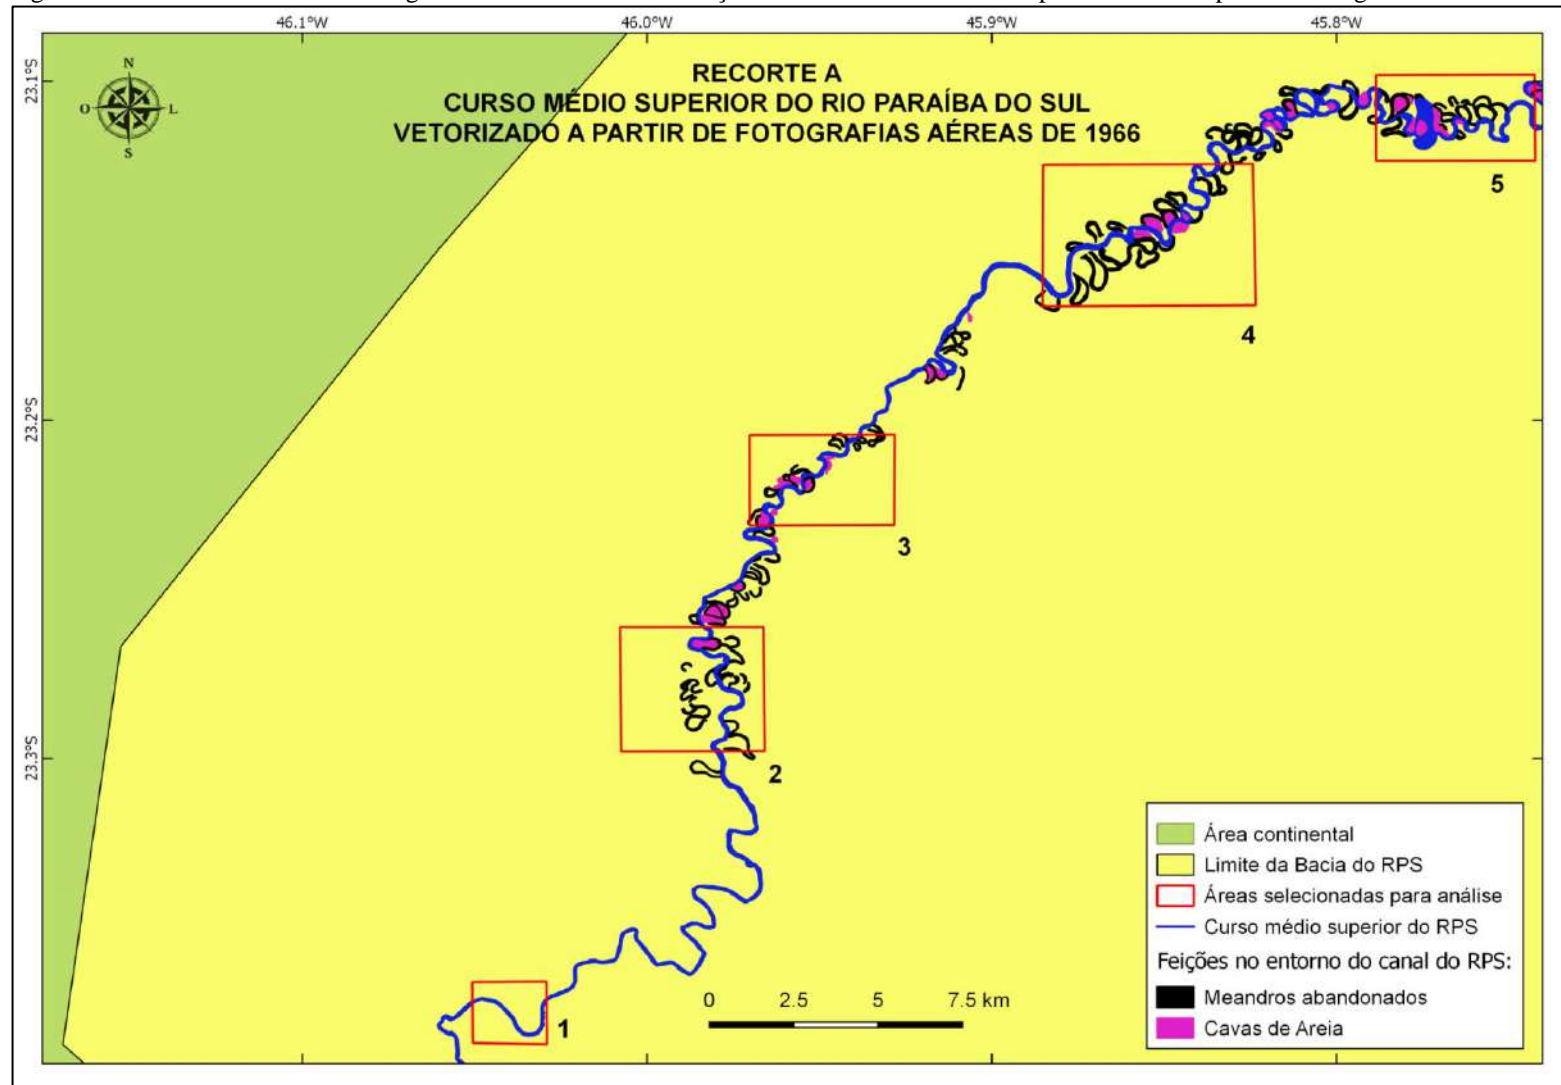 46.1°W 46.0°W 45.9°W 45.8°W
23.1°S
23.2°S
23.3°S
N
O L
S
RECORTE A
CURSO MÉDIO SUPERIOR DO RIO PARAÍBA DO SUL
VETORIZADO A PARTIR DE FOTOGRAFIAS AÉREAS DE 1966
5
4
3
2
1
0 2.5 5 7.5 km
Área continental
Limite da Bacia do RPS
Áreas selecionadas para análise
Curso médio superior do RPS
Feições no entorno do canal do RPS:
Meandros abandonados
Cavas de Areia